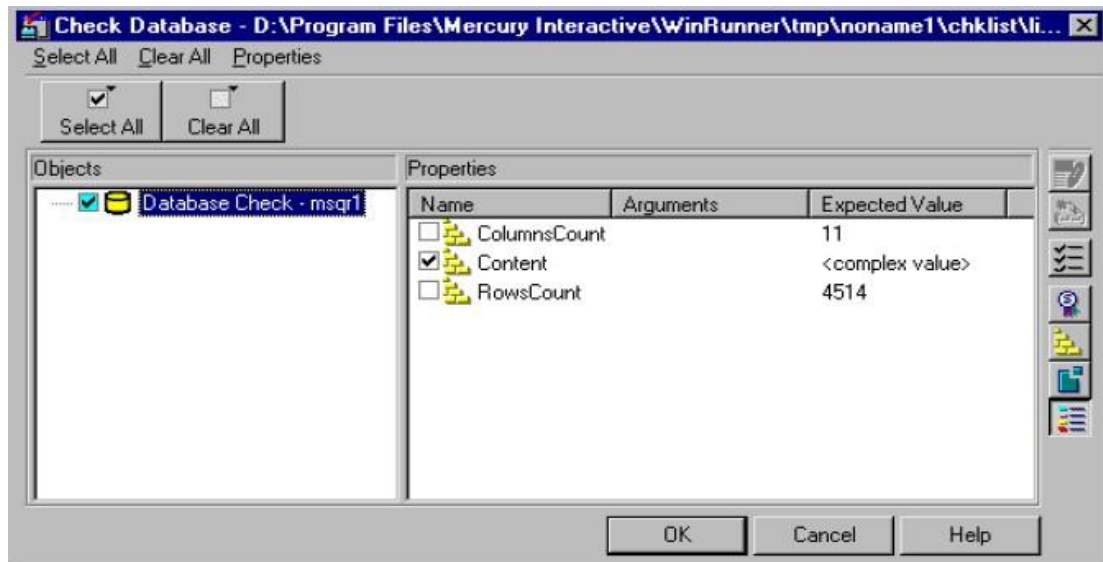 Check Database - D:\Program Files\Mercury Interactive\WinRunner\tmp\noname1\chklist\li...
Select All Clear All Properties
Select All Clear All
Objects
Database Check - msqr1
Properties
Name Arguments Expected Value
ColumnsCount 11
Content <complex value>
RowsCount 4514
OK Cancel Help